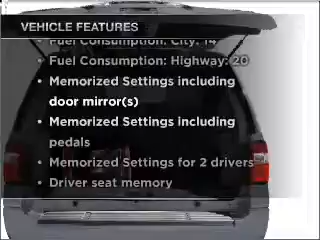 VEHICLE FEATURES
• Fuel Consumption: City: 14
• Fuel Consumption: Highway: 20
• Memorized Settings including
door mirror(s)
• Memorized Settings including
pedals
• Memorized Settings for 2 drivers
• Driver seat memory